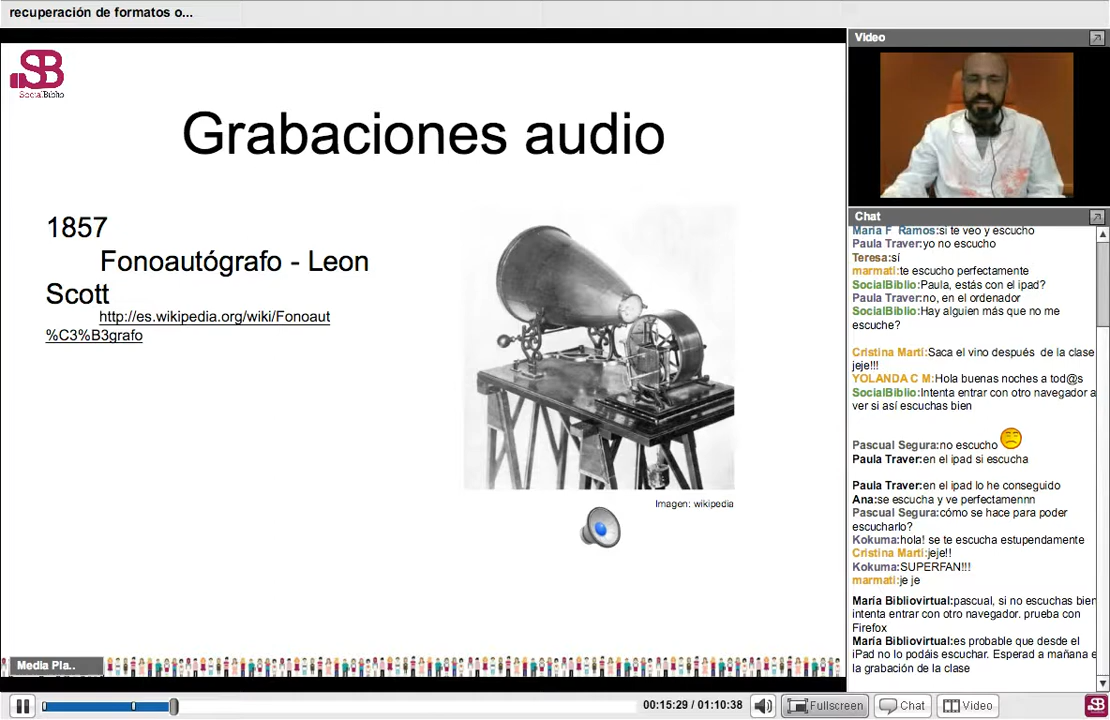 recuperación de formatos o...
SB
SocialBiblio
Grabaciones audio
1857
Fonoautógrafo - Leon
Scott
http://es.wikipedia.org/wiki/Fonoaut
%C3%B3grafo
Imagen: wikipedia
Media Pla..
00:15:29 / 01:10:38
Fullscreen
Chat
Video
SB
Video
Chat
María F Ramos:si te veo y escucho
Paula Traver:yo no escucho
Teresa:sí
marmati:te escucho perfectamente
SocialBiblio:Paula, estás con el ipad?
Paula Traver:no, en el ordenador
SocialBiblio:Hay alguien más que no me
escuche?
Cristina Martí:Saca el vino después de la clase
jeje!!!
YOLANDA C M:Hola buenas noches a tod@s
SocialBiblio:Intenta entrar con otro navegador a
ver si así escuchas bien
Pascual Segura:no escucho
Paula Traver:en el ipad si escucha
Paula Traver:en el ipad lo he conseguido
Ana:se escucha y ve perfectamennn
Pascual Segura:cómo se hace para poder
escucharlo?
Kokuma:hola! se te escucha estupendamente
Cristina Martí:jeje!!
Kokuma:SUPERFAN!!!
marmati:je je
María Bibliovirtual:pascual, si no escuchas bien
intenta entrar con otro navegador. prueba con
Firefox
María Bibliovirtual:es probable que desde el
iPad no lo podáis escuchar. Esperad a mañana e
la grabación de la clase